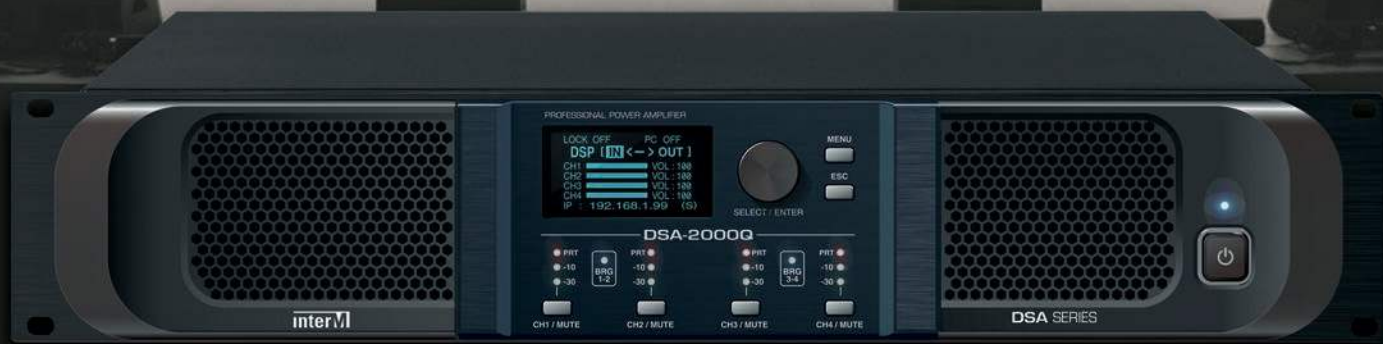 PROFESSIONAL POWER AMPLIFIER
LOCK OFF PC OFF
DSP [IN <-> OUT]
CH1 VOL:100
CH2 VOL:100
CH3 VOL:100
CH4 VOL:100
IP : 192.168.1.99 (S)
MENU
ESC
SELECT / ENTER
DSA-2000Q
PRT PRT PRT PRT
-10 BRG -10 -10 BRG -10
-30 1-2 -30 -30 3-4 -30
CH1 / MUTE CH2 / MUTE CH3 / MUTE CH4 / MUTE
interM
DSA SERIES